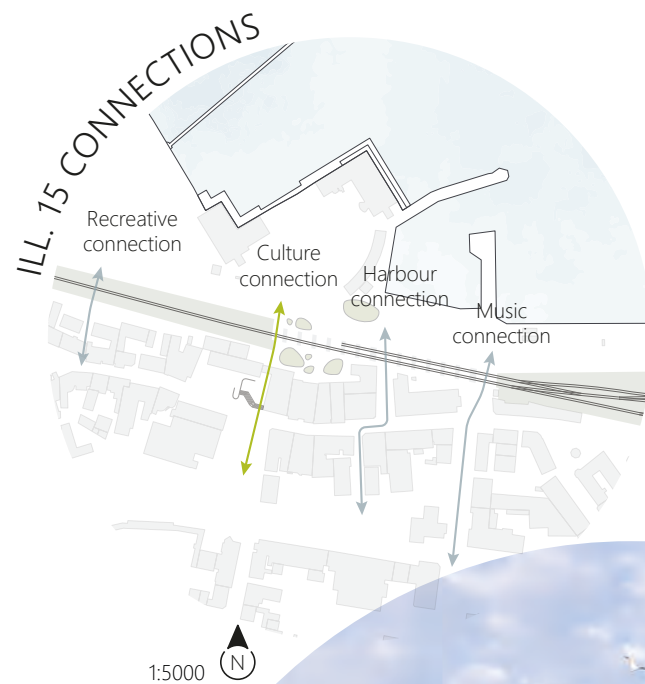 ILL. 15 CONNECTIONS
Recreative
connection
Culture
connection
Harbour
connection
Music
connection
1:5000
N